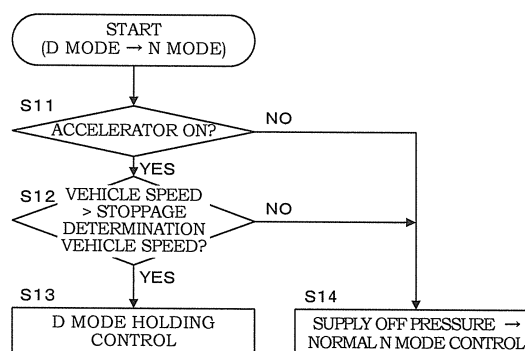 START
(D MODE → N MODE)
S11
ACCELERATOR ON?
NO
YES
S12
VEHICLE SPEED
> STOPPAGE
DETERMINATION
VEHICLE SPEED?
NO
YES
S13
D MODE HOLDING
CONTROL
S14
SUPPLY OFF PRESSURE →
NORMAL N MODE CONTROL